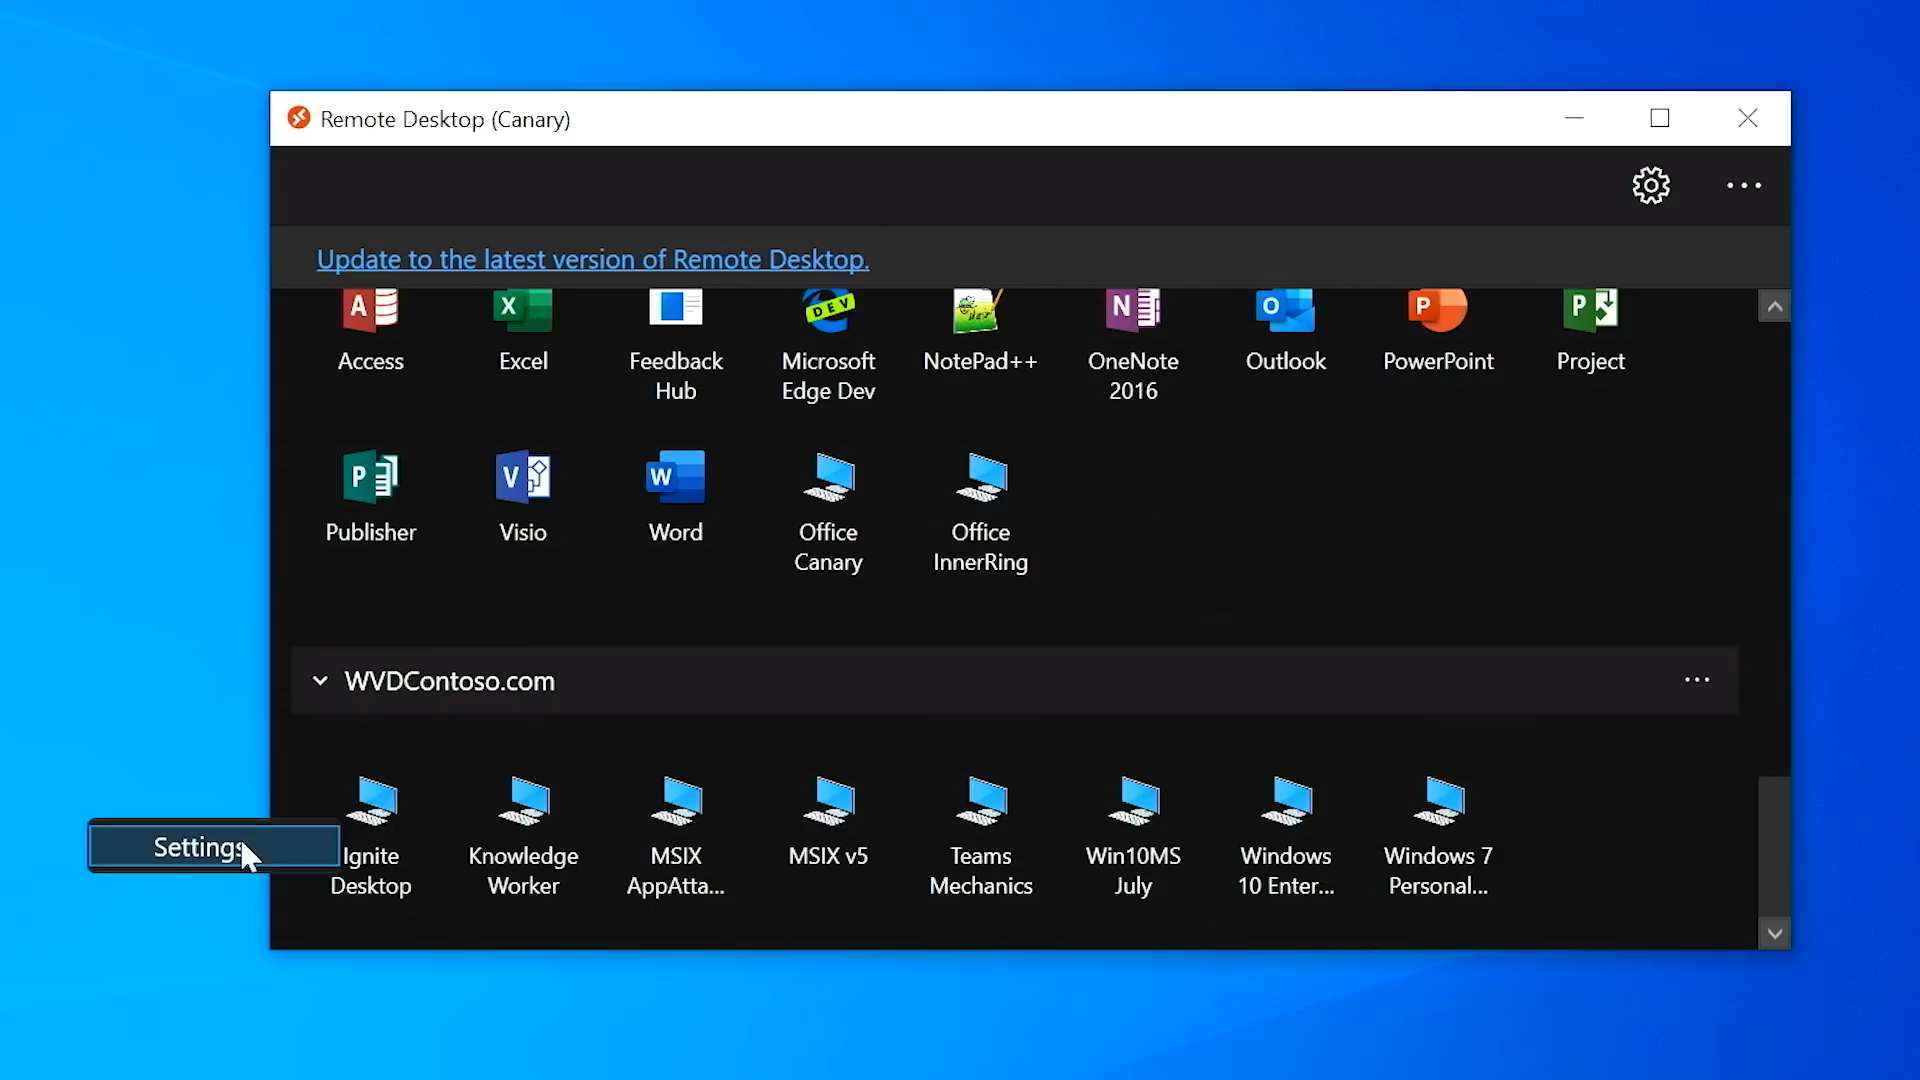 Remote Desktop (Canary)
Update to the latest version of Remote Desktop.
A
X
DEV
N
O
P
P
Access
Excel
Feedback
Hub
Microsoft
Edge Dev
NotePad++
OneNote
2016
Outlook
PowerPoint
Project
P
V
W
Publisher
Visio
Word
Office
Canary
Office
InnerRing
WVDContoso.com
Settings
Ignite
Desktop
Knowledge
Worker
MSIX
AppAtta...
MSIX v5
Teams
Mechanics
Win10MS
July
Windows
10 Enter...
Windows 7
Personal...